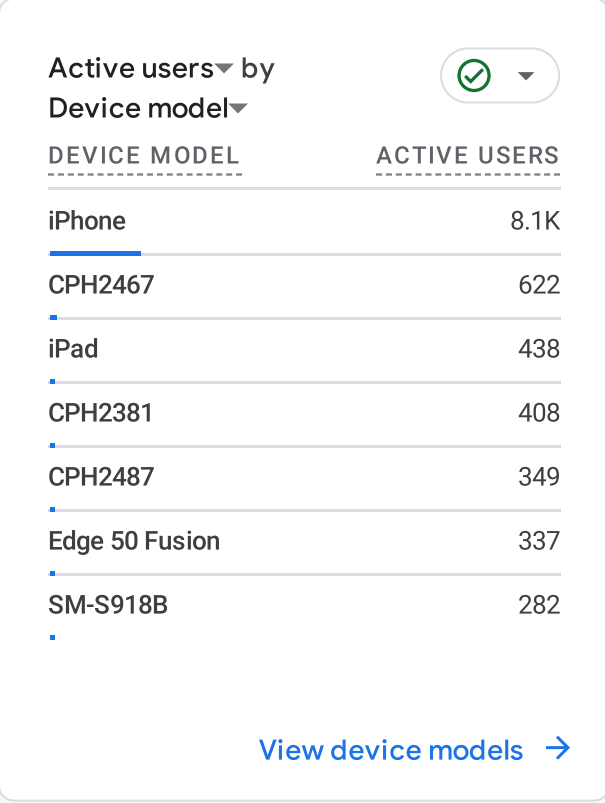 Active users by
Device model
DEVICE MODEL ACTIVE USERS
iPhone 8.1K
CPH2467 622
iPad 438
CPH2381 408
CPH2487 349
Edge 50 Fusion 337
SM-S918B 282
View device models